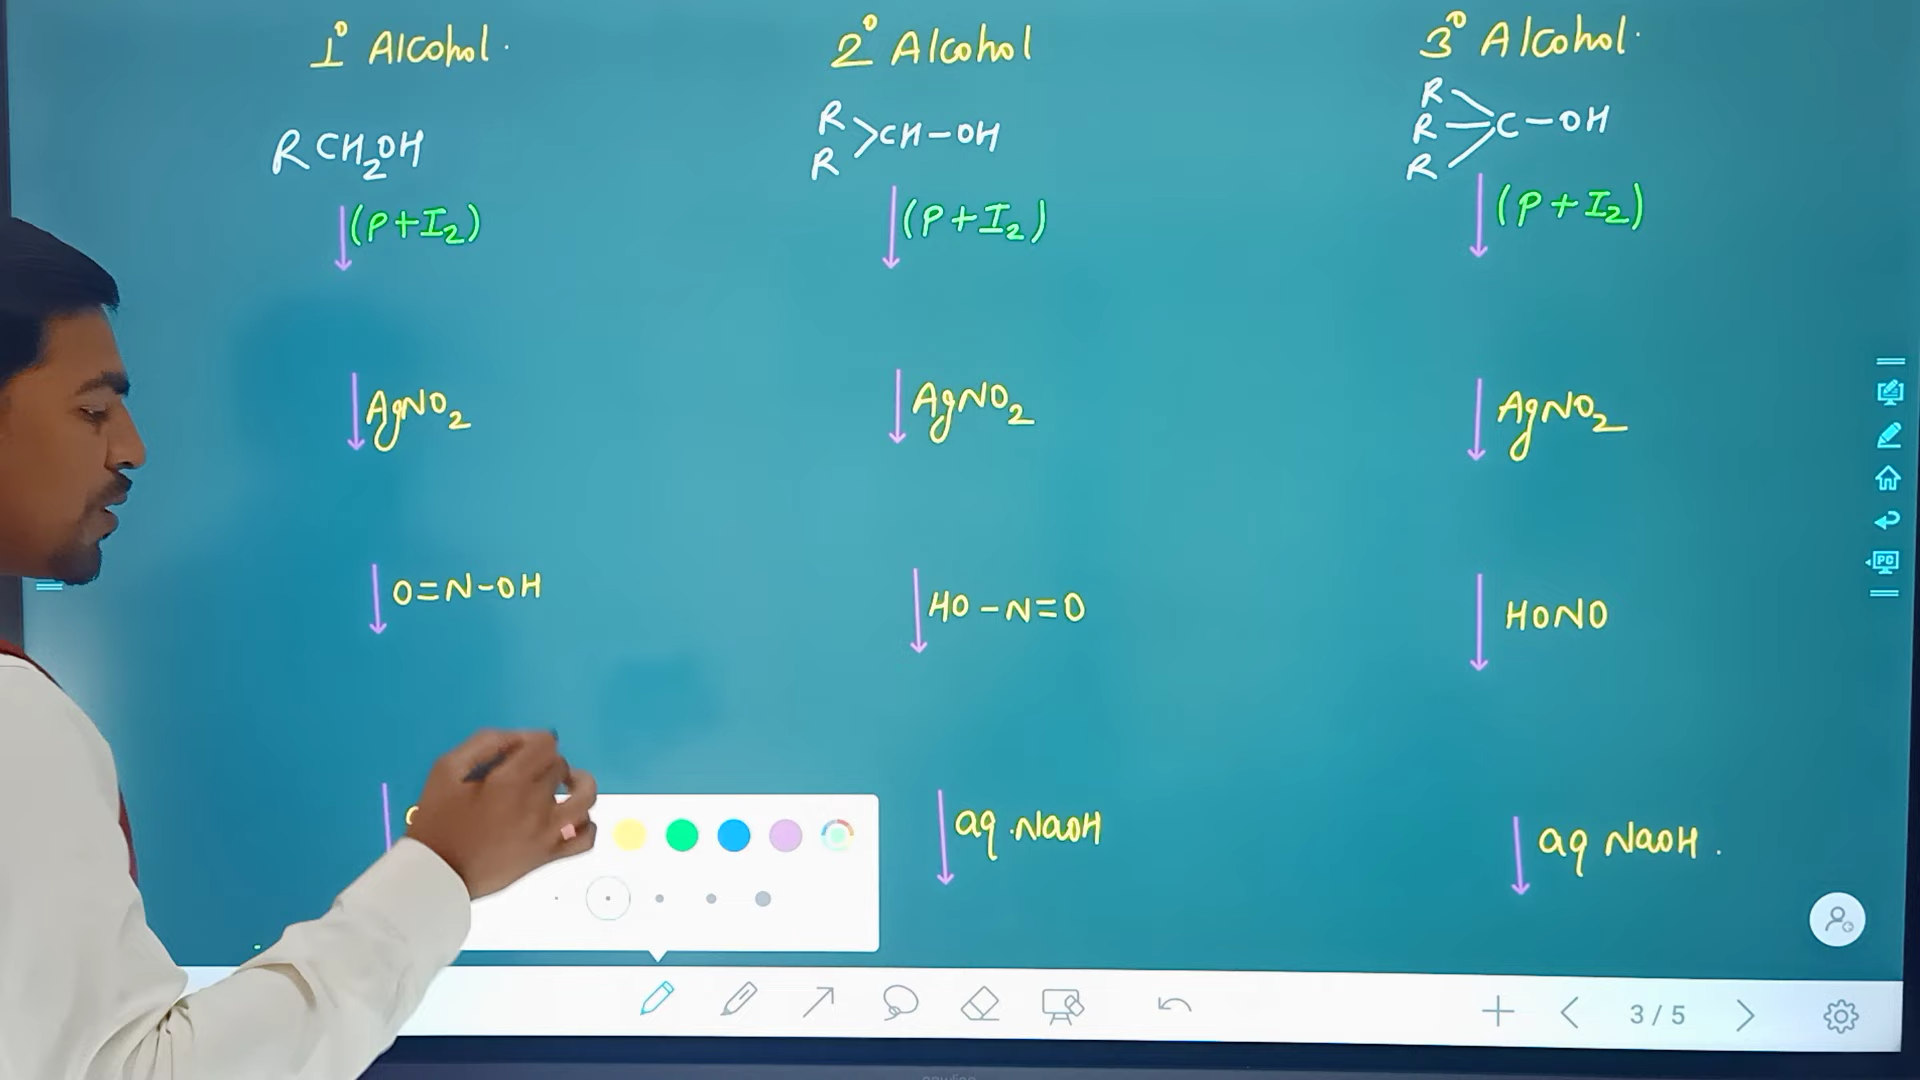 1° Alcohol.
2° Alcohol
3° Alcohol.
RCH₂OH
R
R >CH-OH
R
R C-OH
R
(P+I₂)
(P+I₂)
(P+I₂)
AgNO₂
AgNO₂
AgNO₂
O=N-OH
HO-N=O
HONO
aq.NaOH
aq NaOH.
3/5
PD